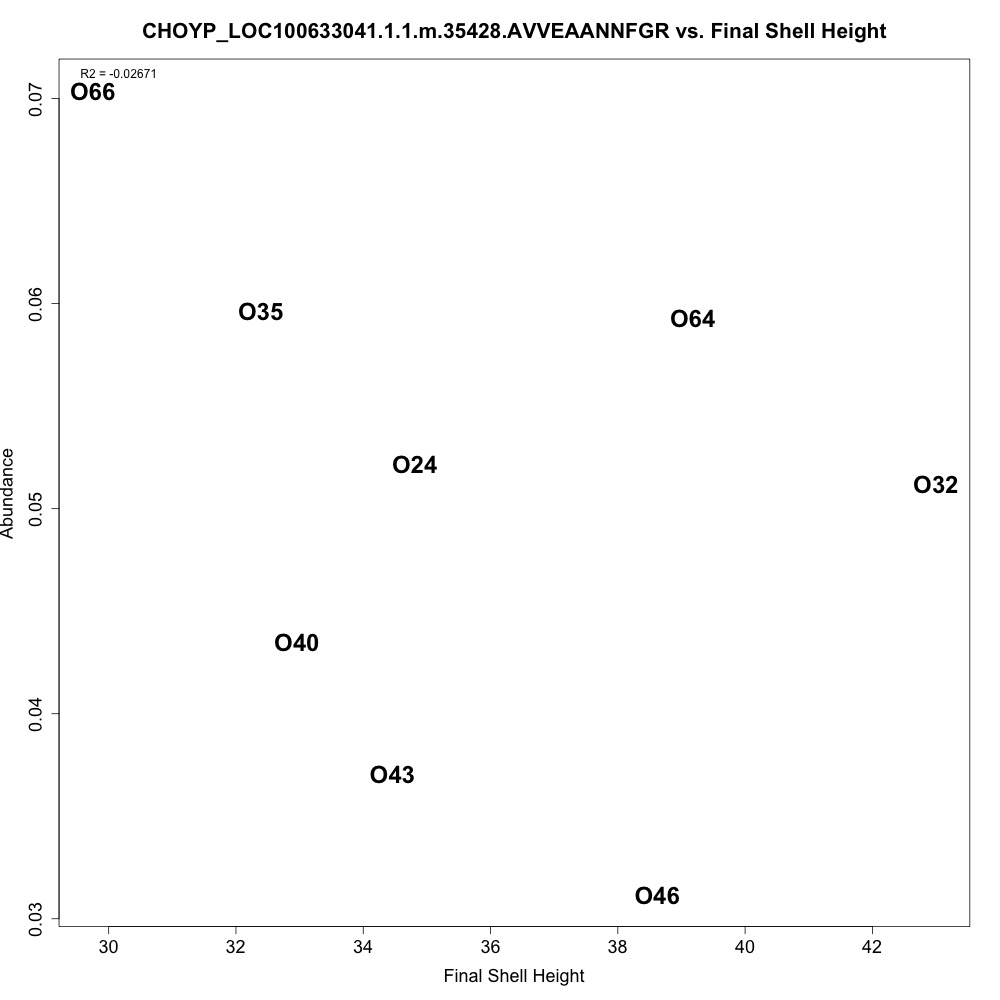 CHOYP_LOC100633041.1.1.m.35428.AVVEAANNFGR vs. Final Shell Height
R2 = -0.02671
O66
0.07
0.06
O35
O64
O24
O32
0.05
Abundance
O40
0.04
O43
O46
0.03
30 32 34 36 38 40 42
Final Shell Height